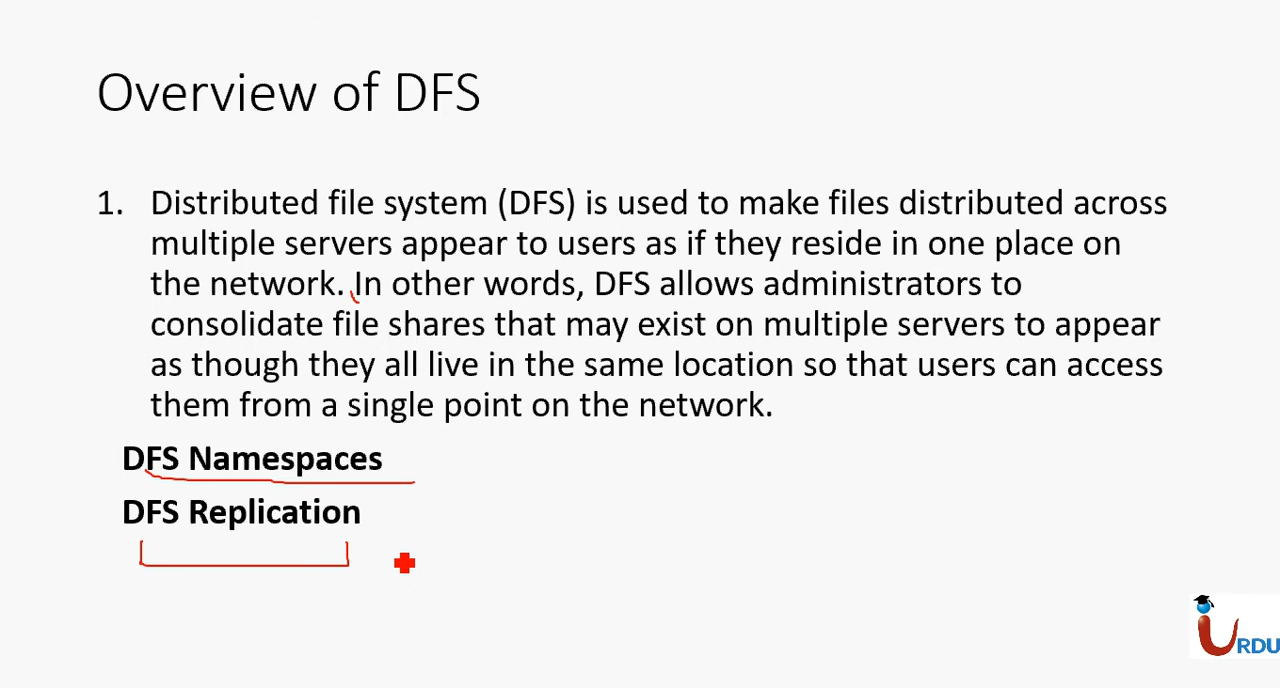 Overview of DFS
1. Distributed file system (DFS) is used to make files distributed across
multiple servers appear to users as if they reside in one place on
the network. In other words, DFS allows administrators to
consolidate file shares that may exist on multiple servers to appear
as though they all live in the same location so that users can access
them from a single point on the network.
DFS Namespaces
DFS Replication
iURDU